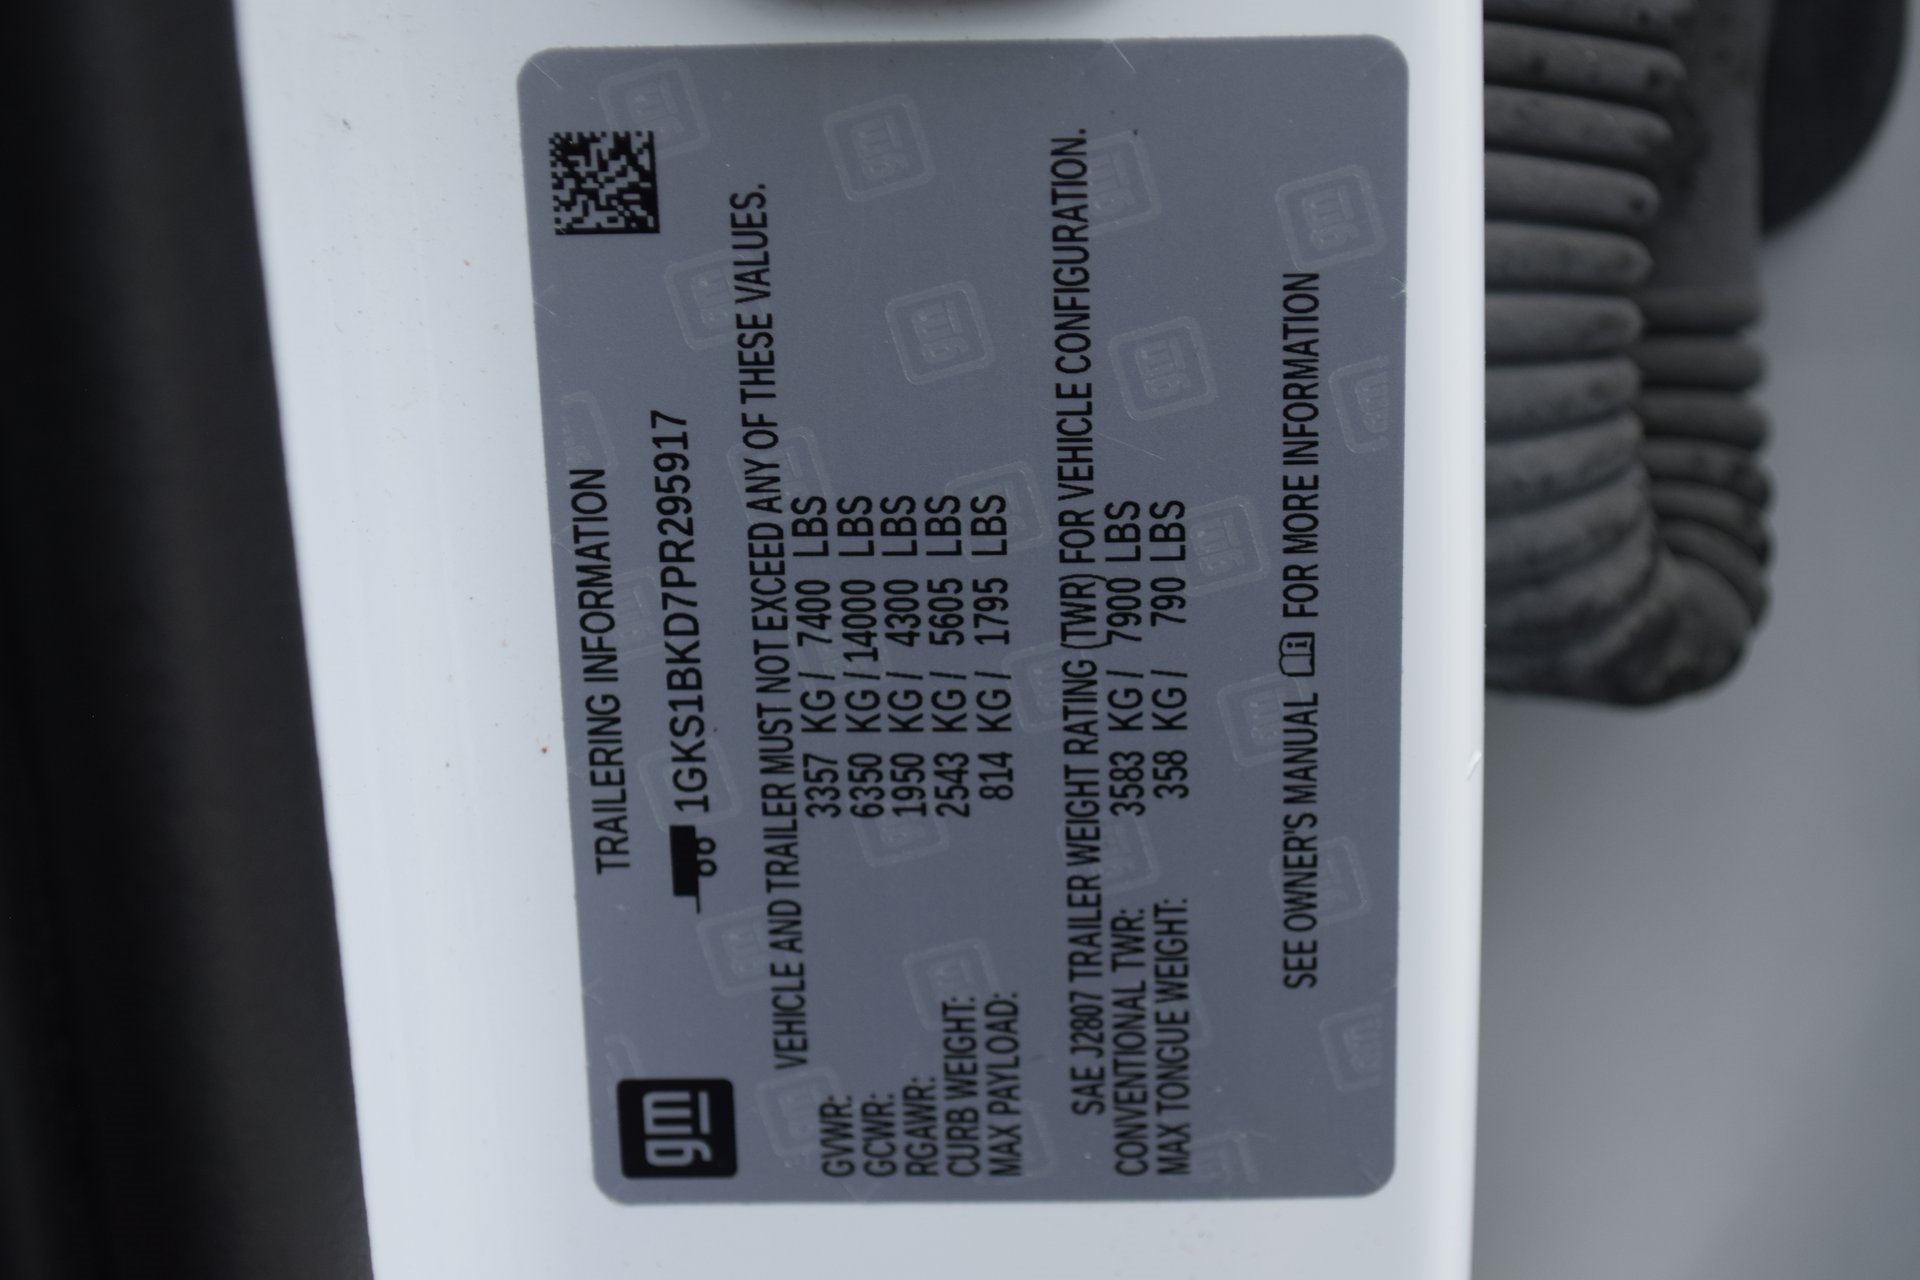 gm
TRAILERING INFORMATION
1GKS1BKD7PR295917
VEHICLE AND TRAILER MUST NOT EXCEED ANY OF THESE VALUES.
GVWR: 3357 KG / 7400 LBS
GCWR: 6350 KG / 14000 LBS
RGAWR: 1950 KG / 4300 LBS
CURB WEIGHT: 2543 KG / 5605 LBS
MAX PAYLOAD: 814 KG / 1795 LBS
SAE J2807 TRAILER WEIGHT RATING (TWR) FOR VEHICLE CONFIGURATION.
CONVENTIONAL TWR: 3583 KG / 7900 LBS
MAX TONGUE WEIGHT: 358 KG / 790 LBS
SEE OWNER'S MANUAL FOR MORE INFORMATION